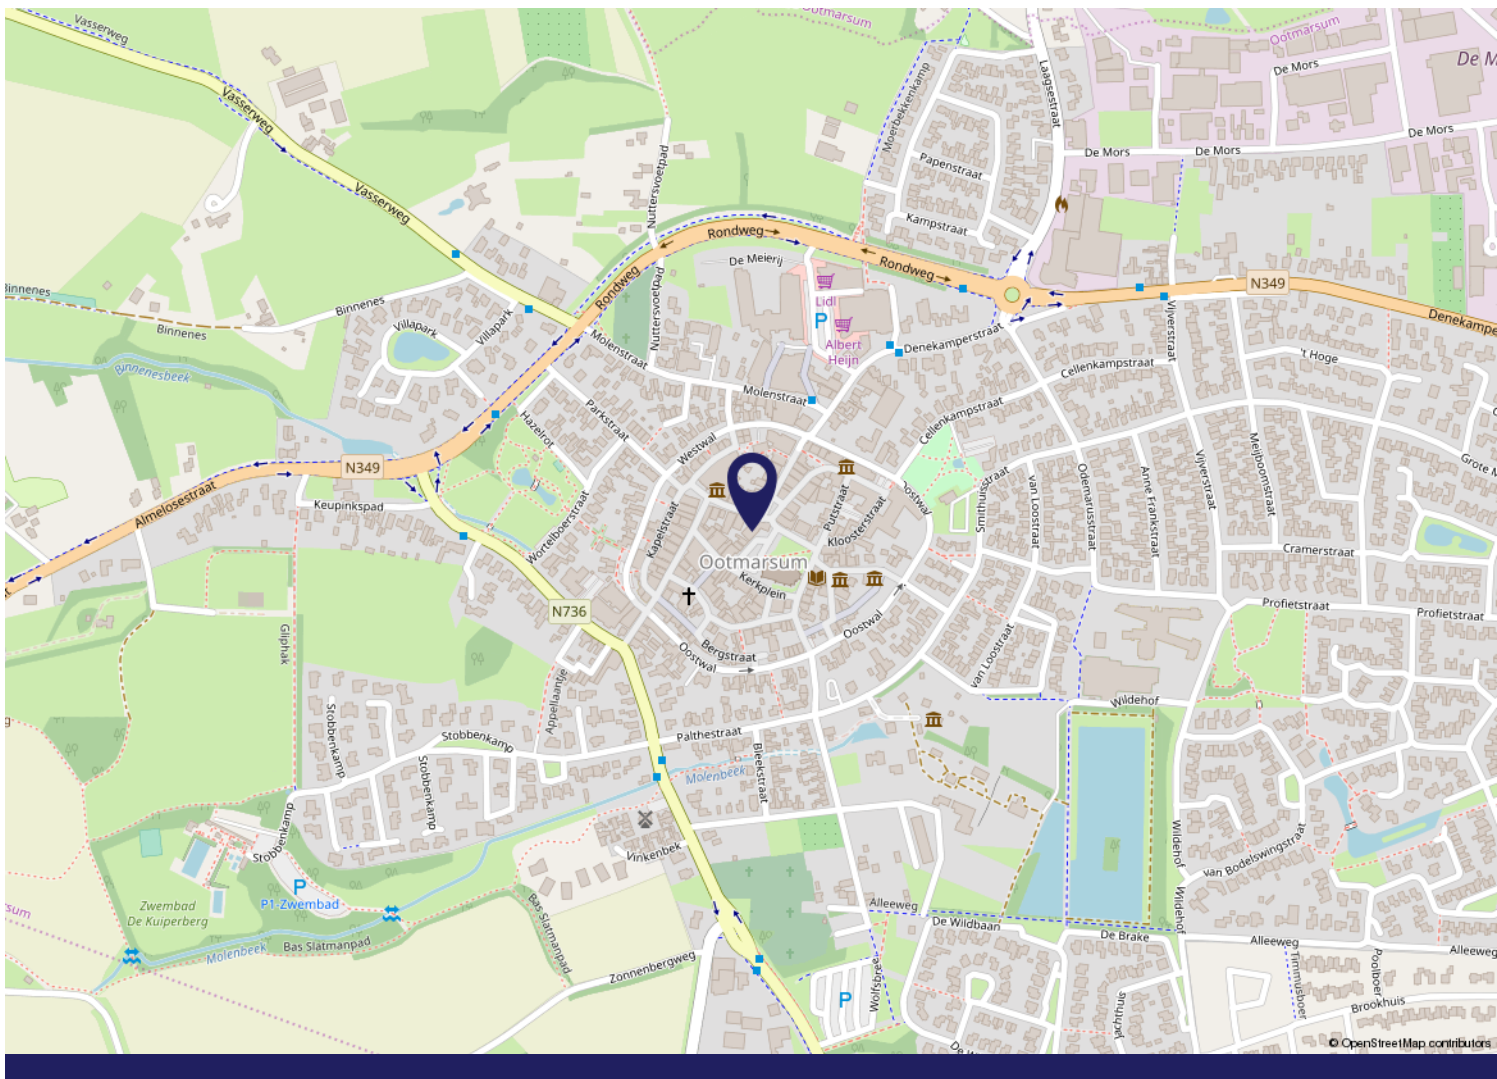 Vasserweg
Ootmarsum
Ootmarsum
De Mors
Laagsestraat
Moerbekkenkamp
Vasserweg
De Mors
De Mors
De Mors
Papenstraat
Nuttersvoetpad
Vasserweg
Kampstraat
Rondweg
De Meierij
Rondweg
Rondweg
N349
Binnenes
Binnenes
Binnenes
Villapark
Villapark
Nuttersvoetpad
Lidl
P
Albert
Heijn
Denekamperstraat
Vijverstraat
Denekampe
Molenstraat
't Hoge
Cellenkampstraat
Binnenesbeek
Molenstraat
Parkstraat
Hazelrot
Cellenkampstraat
Westwal
Meijboomstraat
Grote M
N349
Almelosestraat
Keupinkspad
Kapelstraat
Wortelboerstraat
Putstraat
Kloosterstraat
Oostwal
Smithuisstraat
van Loostraat
Odemarusstraat
Anne Frankstraat
Vijverstraat
Cramerstraat
Ootmarsum
Kerkplein
N736
Profietstraat
Profietstraat
Gliphak
Oostwal
Bergstraat
Oostwal
van Loostraat
Appellaantje
Wildehof
Stobbenkamp
Stobbenkamp
Stobbenkamp
Palthestraat
Bleekstraat
Molenbeek
Stobbenkamp
Vinkenbek
Wildehof
van Bodelswingstraat
P
P1-Zwembad
Zwembad
De Kuiperberg
Bas Slatmanpad
Bas Slatmanpad
Molenbeek
Wildehof
Alleeweg
De Wildbaan
De Brake
Alleeweg
Alleeweg
Zonnenbergweg
Wolfsbree
P
Jachthuis
Timmusboer
Poolboer
Brookhuis
© OpenStreetMap contributors